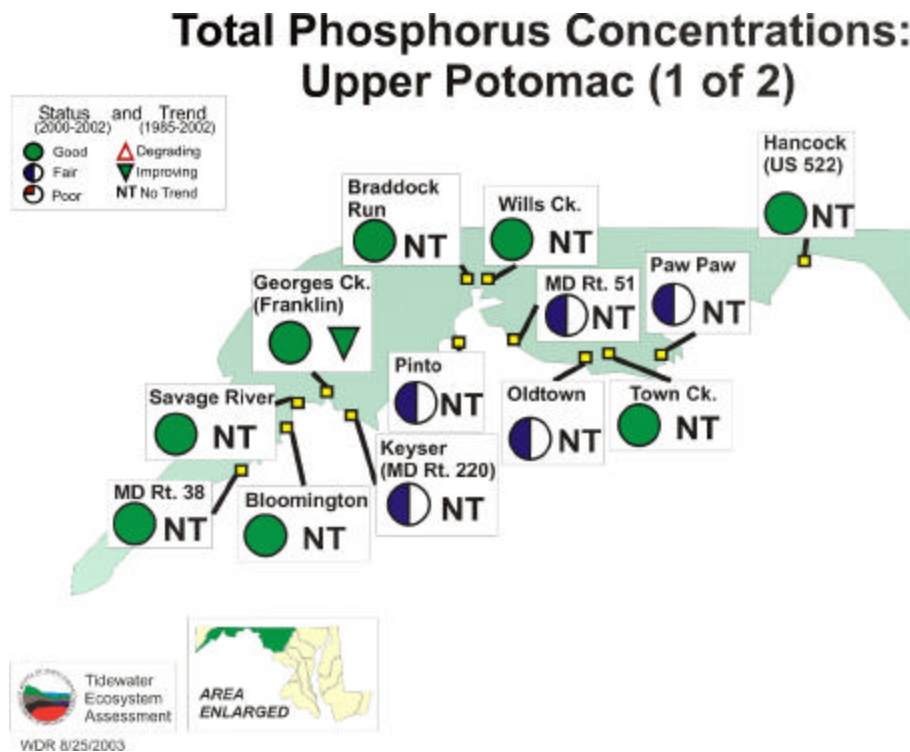 Total Phosphorus Concentrations:
Upper Potomac (1 of 2)
Status and Trend
(2000-2002) (1985-2002)
Good Degrading
Fair Improving
Poor NT No Trend
Hancock
(US 522)
NT
Braddock
Run
NT
Wills Ck.
NT
Georges Ck.
(Franklin)
MD Rt. 51
NT
Paw Paw
NT
Pinto
NT
Oldtown
NT
Town Ck.
NT
Savage River
NT
Keyser
(MD Rt. 220)
NT
MD Rt. 38
NT
Bloomington
NT
AREA
ENLARGED
Tidewater
Ecosystem
Assessment
WDR 8/25/2003